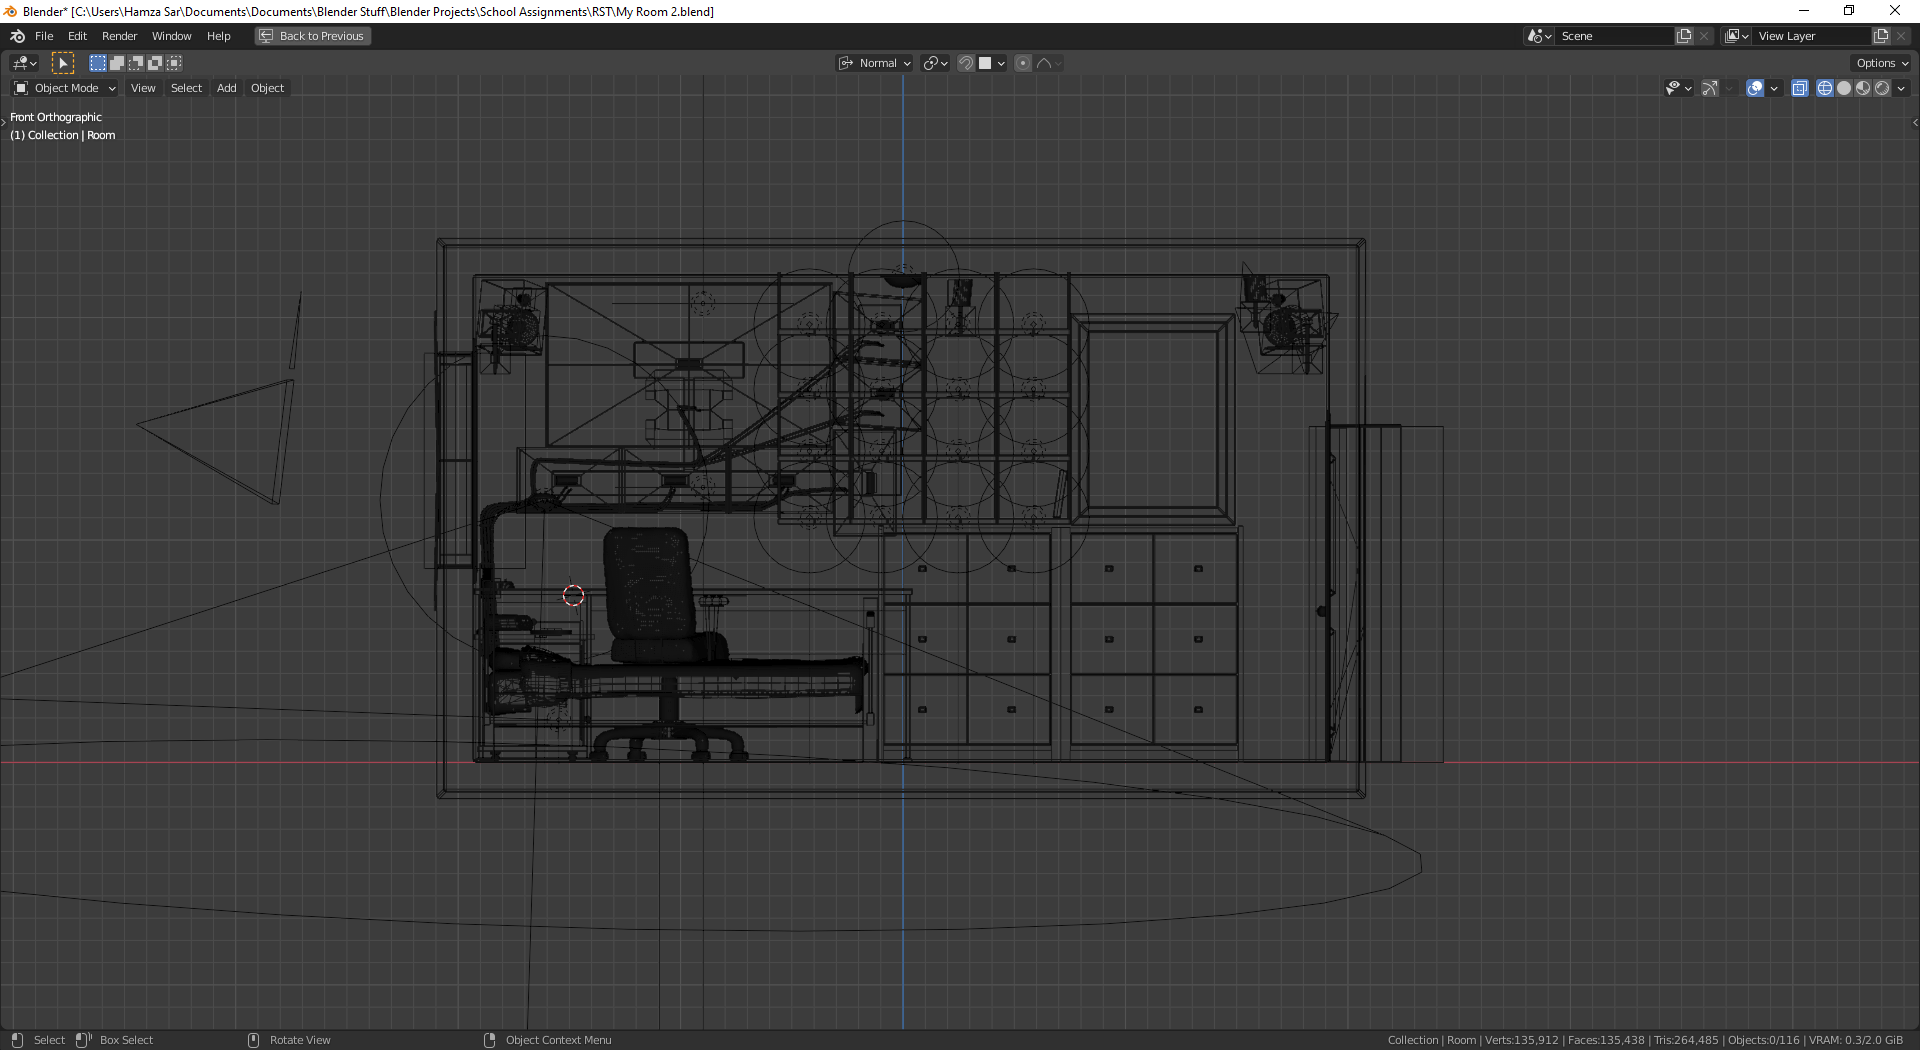 Blender* [C:\Users\Hamza Sar\Documents\Documents\Blender Stuff\Blender Projects\School Assignments\RST\My Room 2.blend]
File Edit Render Window Help Back to Previous Scene View Layer
Normal Options
Object Mode View Select Add Object
Front Orthographic
(1) Collection | Room
Select Box Select Rotate View Object Context Menu Collection | Room | Verts:135,912 | Faces:135,438 | Tris:264,485 | Objects:0/116 | VRAM: 0.3/2.0 GiB